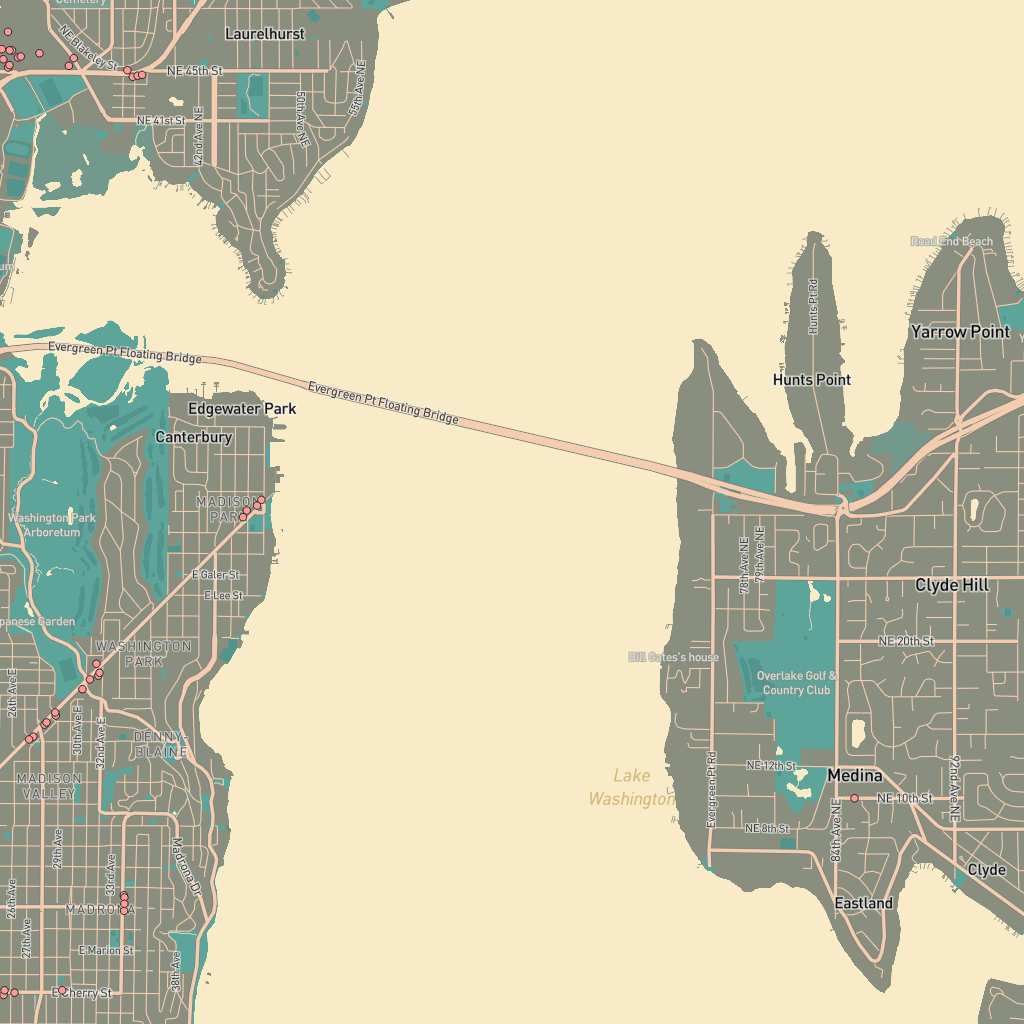 Cemetery
Laurelhurst
NE Blakeley St
NE 45th St
55th Ave NE
50th Ave NE
42nd Ave NE
NE 41st St
Road End Beach
um
Hunts Pt Rd
Yarrow Point
Y
Evergreen Pt Floating Bridge
Hunts Point
Evergreen Pt Floating Bridge
Edgewater Park
Canterbury
MADISON
PARK
Washington Park
Arboretum
78th Ave NE
79th Ave NE
E Galer St
Clyde Hill
E Lee St
panese Garden
NE 20th St
WASHINGTON
PARK
Bill Gates's house
26th Ave E
Overlake Golf &
Country Club
30th Ave E
32nd Ave E
DENNY-
BLAINE
NE 12th St
Medina
MADISON
VALLEY
Lake
Washington
Evergreen Pt Rd
92nd Ave NE
NE 10th St
NE 8th St
84th Ave NE
29th Ave
33rd Ave
Madrona Dr
Clyde
26th Ave
MADRONA
Eastland
27th Ave
E Marion St
38th Ave
E Cherry St